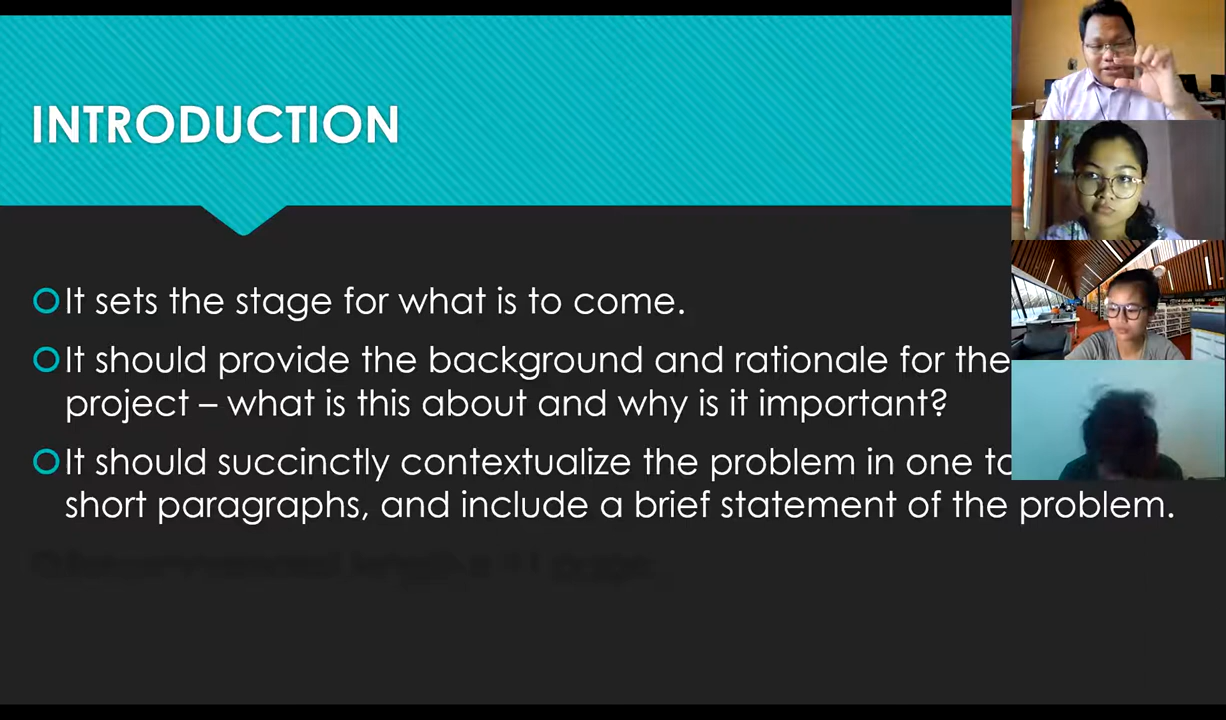 INTRODUCTION
It sets the stage for what is to come.
It should provide the background and rationale for the
project – what is this about and why is it important?
It should succinctly contextualize the problem in one
short paragraphs, and include a brief statement of the problem.